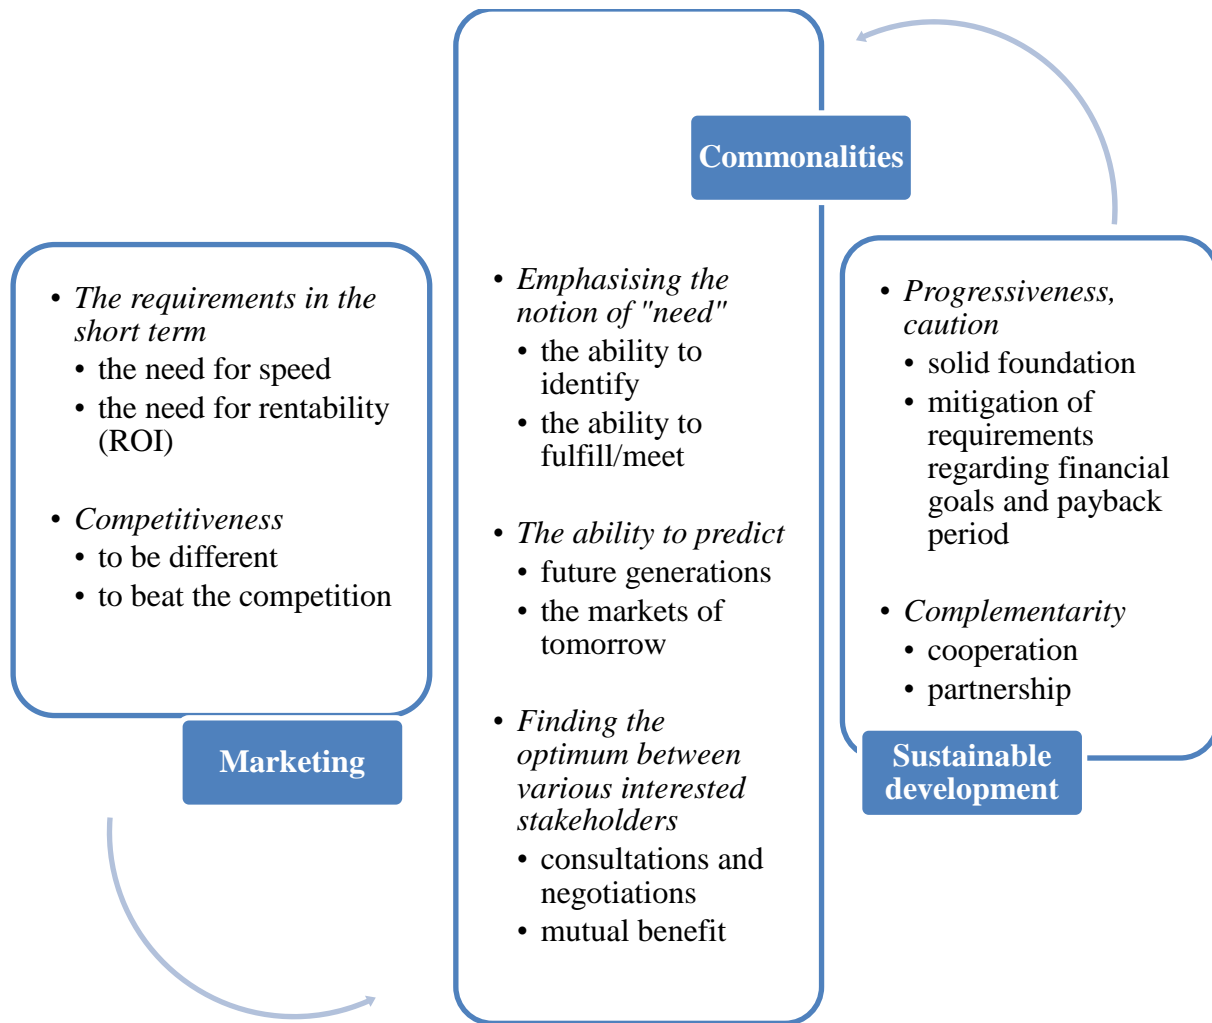 • The requirements in the
short term
• the need for speed
• the need for rentability
(ROI)
• Competitiveness
• to be different
• to beat the competition
Marketing
Commonalities
• Emphasising the
notion of "need"
• the ability to
identify
• the ability to
fulfill/meet
• The ability to predict
• future generations
• the markets of
tomorrow
• Finding the
optimum between
various interested
stakeholders
• consultations and
negotiations
• mutual benefit
• Progressiveness,
caution
• solid foundation
• mitigation of
requirements
regarding financial
goals and payback
period
• Complementarity
• cooperation
• partnership
Sustainable
development